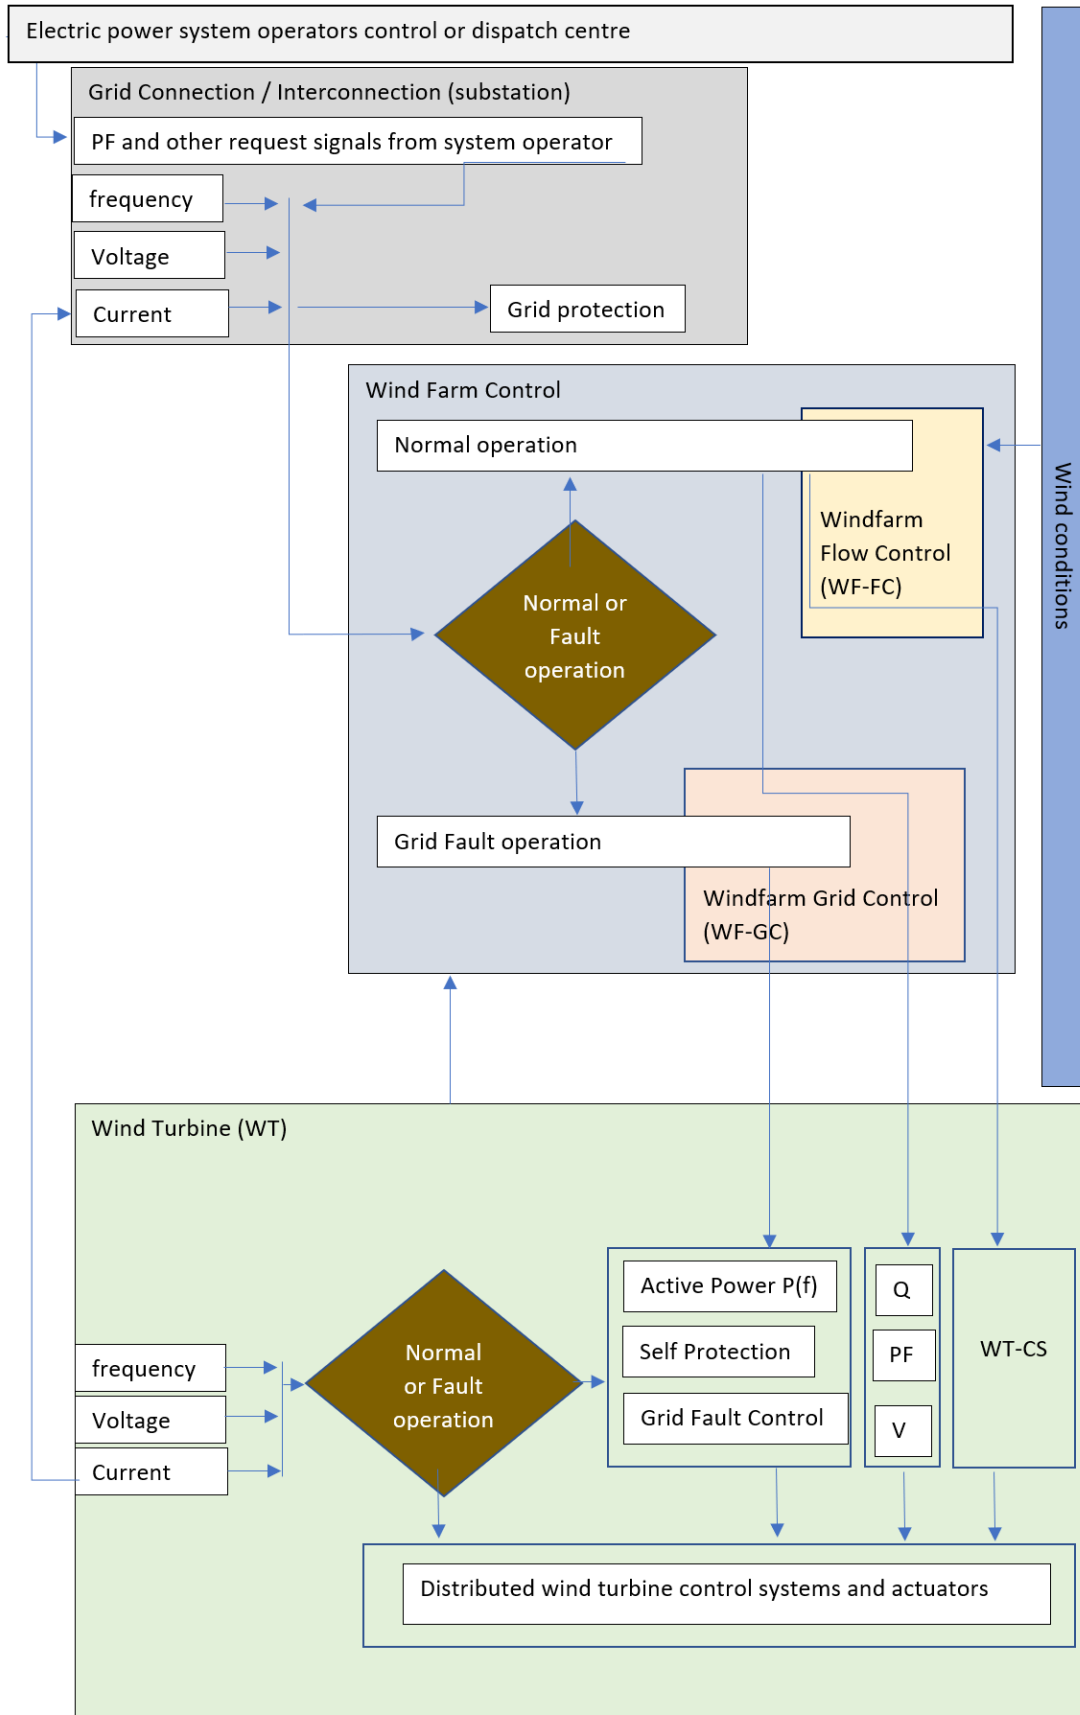 Electric power system operators control or dispatch centre
Grid Connection / Interconnection (substation)
PF and other request signals from system operator
frequency
Voltage
Current
Grid protection
Wind Farm Control
Normal operation
Windfarm
Flow Control
(WF-FC)
Wind conditions
Normal or
Fault
operation
Grid Fault operation
Windfarm Grid Control
(WF-GC)
Wind Turbine (WT)
frequency
Voltage
Current
Normal
or Fault
operation
Active Power P(f)
Self Protection
Grid Fault Control
Q
PF
V
WT-CS
Distributed wind turbine control systems and actuators